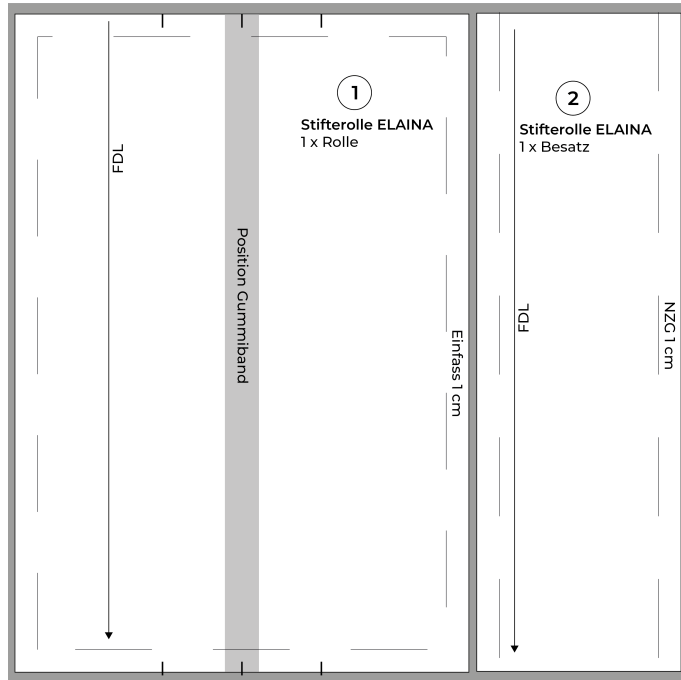 1
Stifterolle ELAINA
1 x Rolle
FDL
Position Gummiband
Einfass 1 cm
2
Stifterolle ELAINA
1 x Besatz
FDL
NZG 1 cm